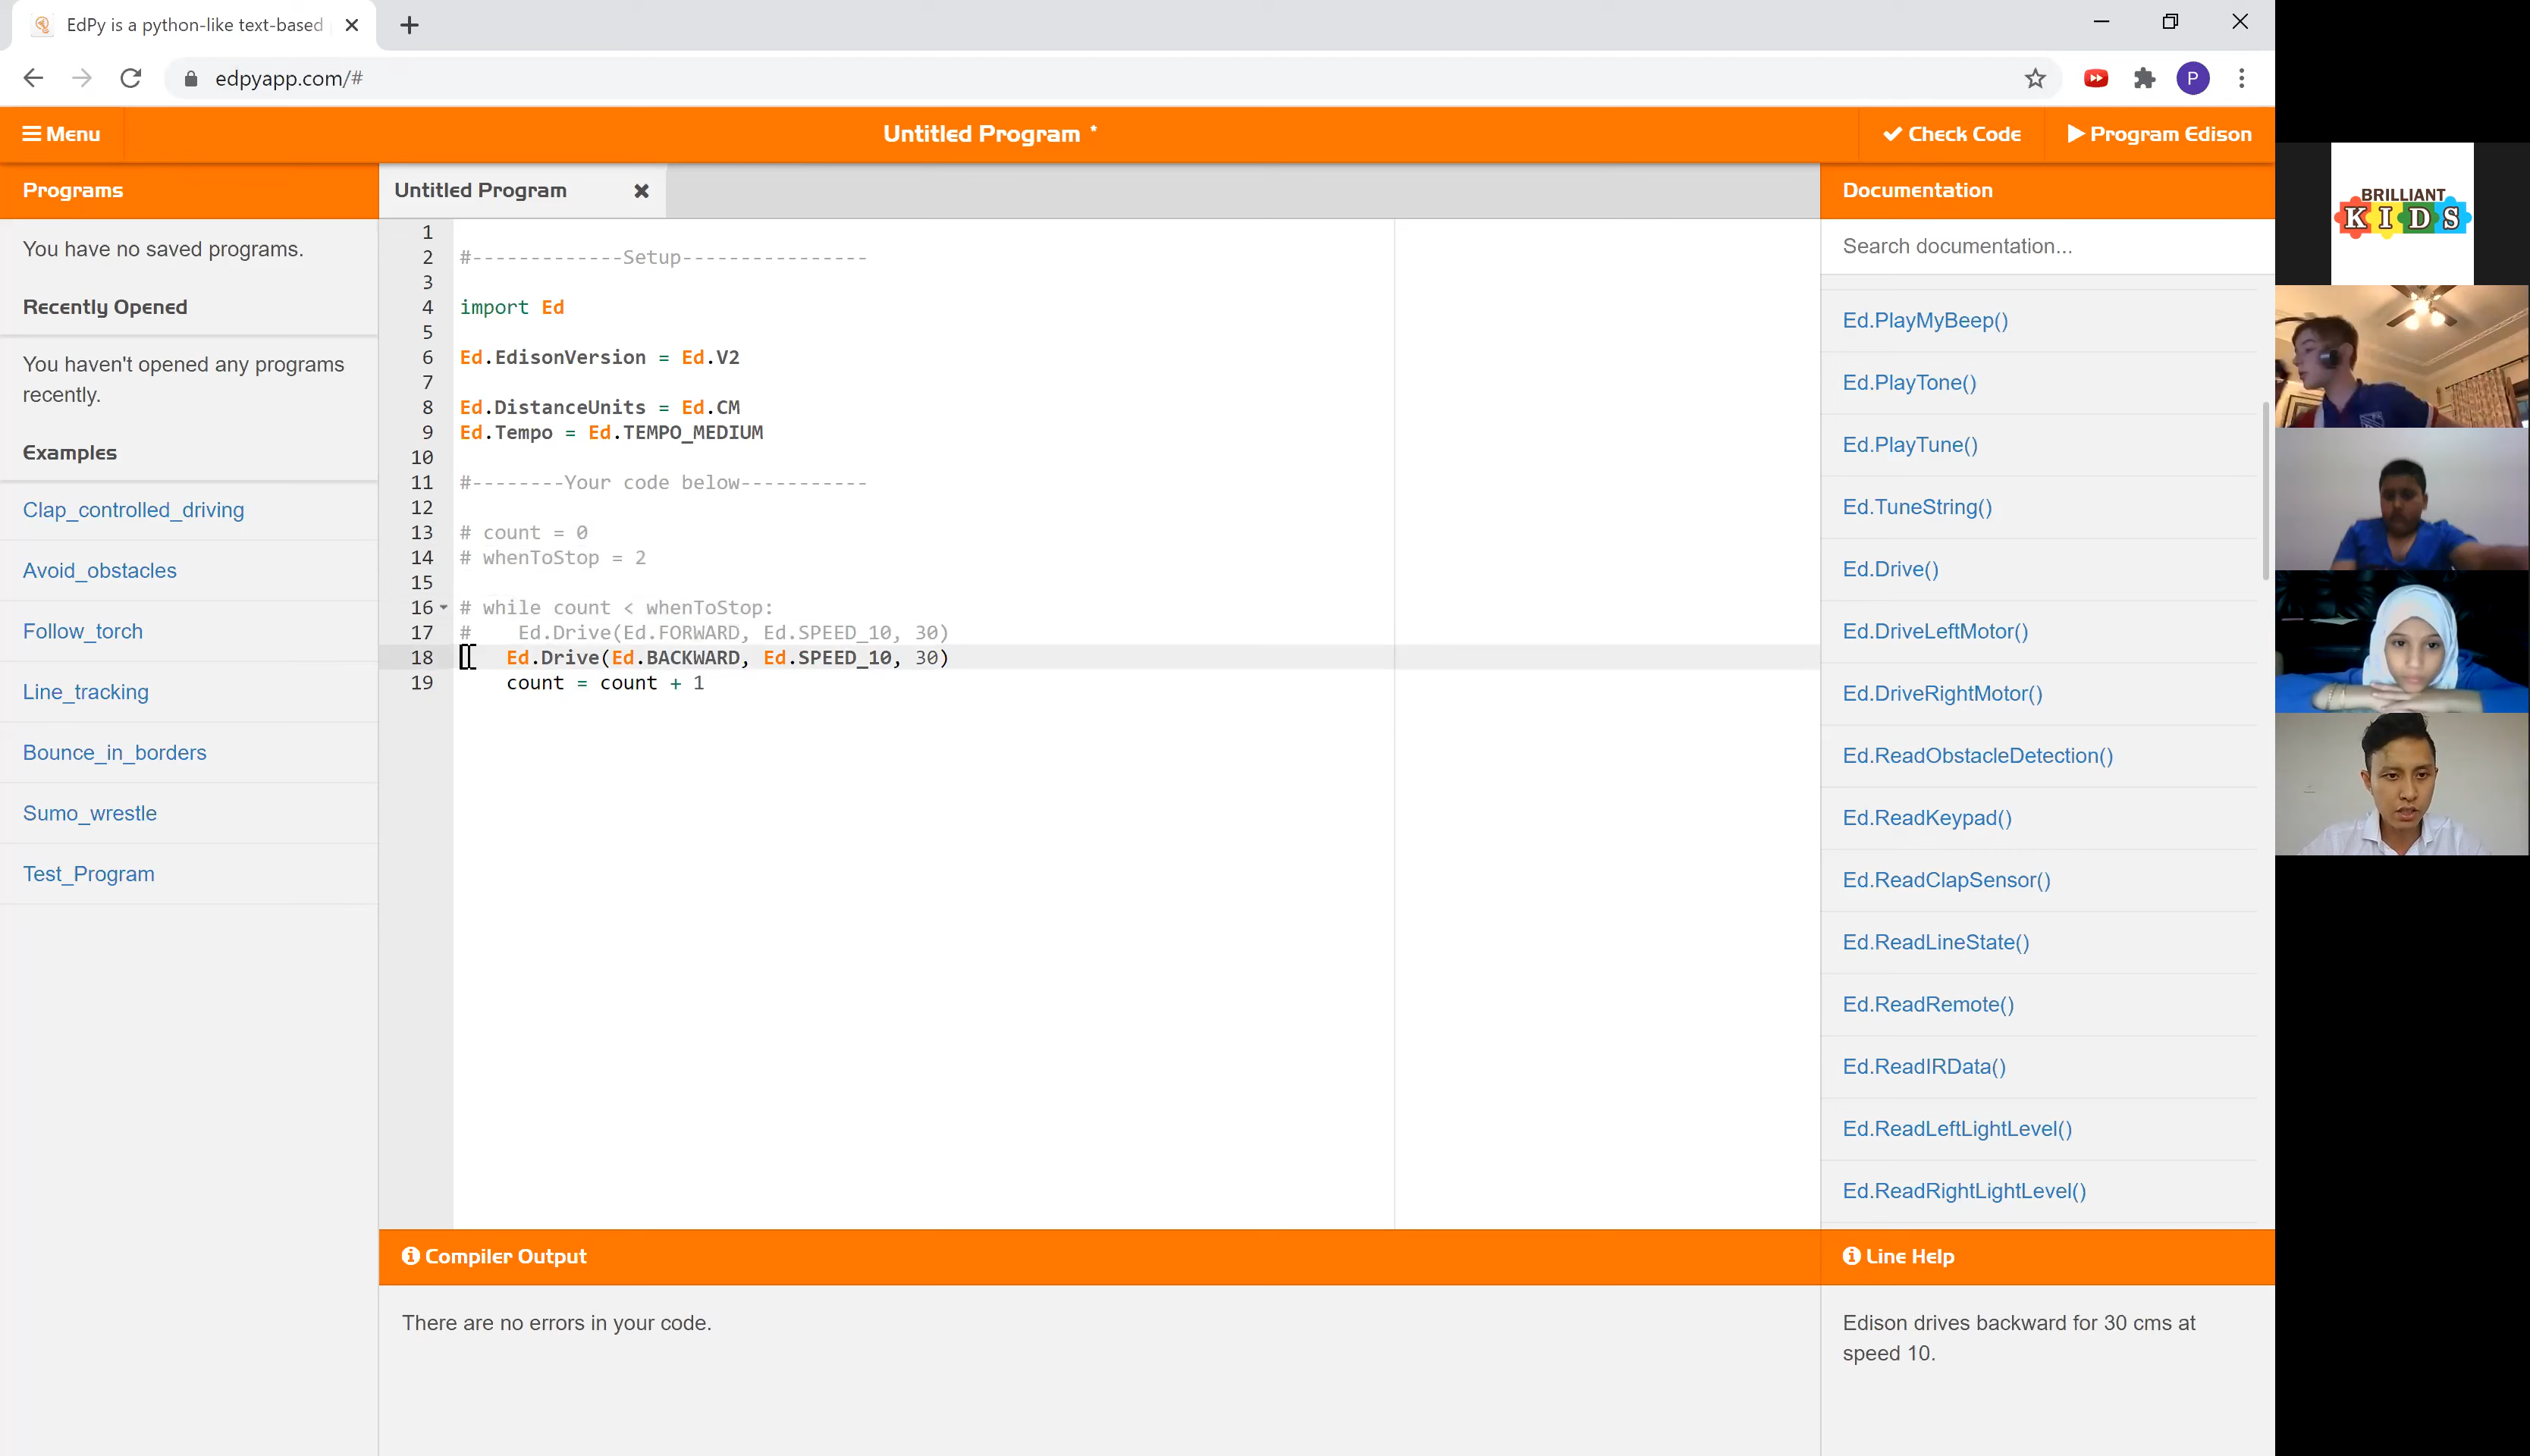 EdPy is a python-like text-based
edpyapp.com/#
P
Menu
Untitled Program *
Check Code
Program Edison
Programs
You have no saved programs.
Recently Opened
You haven't opened any programs
recently.
Examples
Clap_controlled_driving
Avoid_obstacles
Follow_torch
Line_tracking
Bounce_in_borders
Sumo_wrestle
Test_Program
Untitled Program
1
2 #-------------Setup----------------
3
4 import Ed
5
6 Ed.EdisonVersion = Ed.V2
7
8 Ed.DistanceUnits = Ed.CM
9 Ed.Tempo = Ed.TEMPO_MEDIUM
10
11 #--------Your code below-----------
12
13 # count = 0
14 # whenToStop = 2
15
16 # while count < whenToStop:
17 #    Ed.Drive(Ed.FORWARD, Ed.SPEED_10, 30)
18     Ed.Drive(Ed.BACKWARD, Ed.SPEED_10, 30)
19     count = count + 1
Compiler Output
There are no errors in your code.
Documentation
Search documentation...
Ed.PlayMyBeep()
Ed.PlayTone()
Ed.PlayTune()
Ed.TuneString()
Ed.Drive()
Ed.DriveLeftMotor()
Ed.DriveRightMotor()
Ed.ReadObstacleDetection()
Ed.ReadKeypad()
Ed.ReadClapSensor()
Ed.ReadLineState()
Ed.ReadRemote()
Ed.ReadIRData()
Ed.ReadLeftLightLevel()
Ed.ReadRightLightLevel()
Line Help
Edison drives backward for 30 cms at
speed 10.
BRILLIANT
KIDS